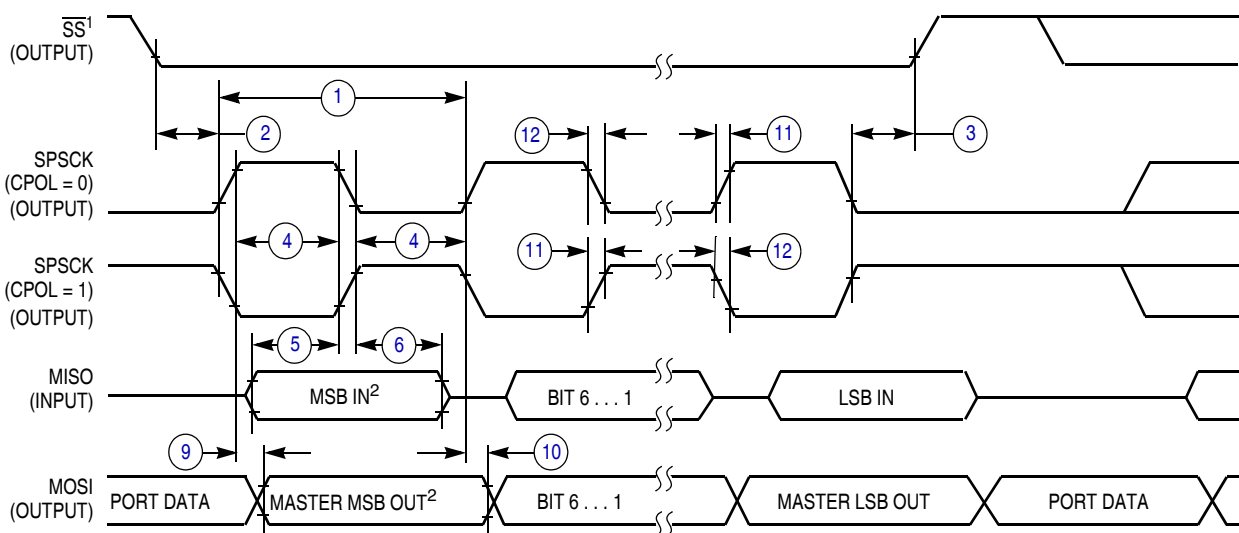 SS¹
(OUTPUT)
1
2
12
11
3
SPSCK
(CPOL = 0)
(OUTPUT)
4
4
11
12
SPSCK
(CPOL = 1)
(OUTPUT)
5
6
MISO
(INPUT)
MSB IN²
BIT 6 . . . 1
LSB IN
9
10
MOSI
(OUTPUT)
PORT DATA
MASTER MSB OUT²
BIT 6 . . . 1
MASTER LSB OUT
PORT DATA